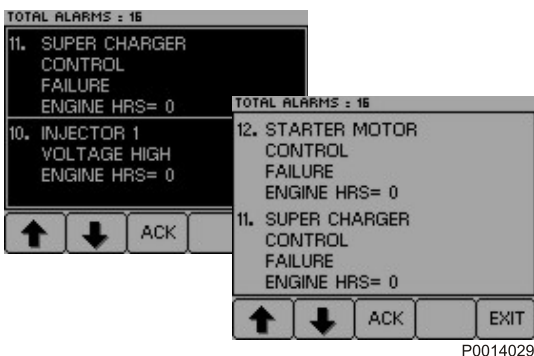 TOTAL ALARMS : 16
11. SUPER CHARGER
CONTROL
FAILURE
ENGINE HRS= 0
10. INJECTOR 1
VOLTAGE HIGH
ENGINE HRS= 0
ACK
TOTAL ALARMS : 16
12. STARTER MOTOR
CONTROL
FAILURE
ENGINE HRS= 0
11. SUPER CHARGER
CONTROL
FAILURE
ENGINE HRS= 0
ACK EXIT
P0014029